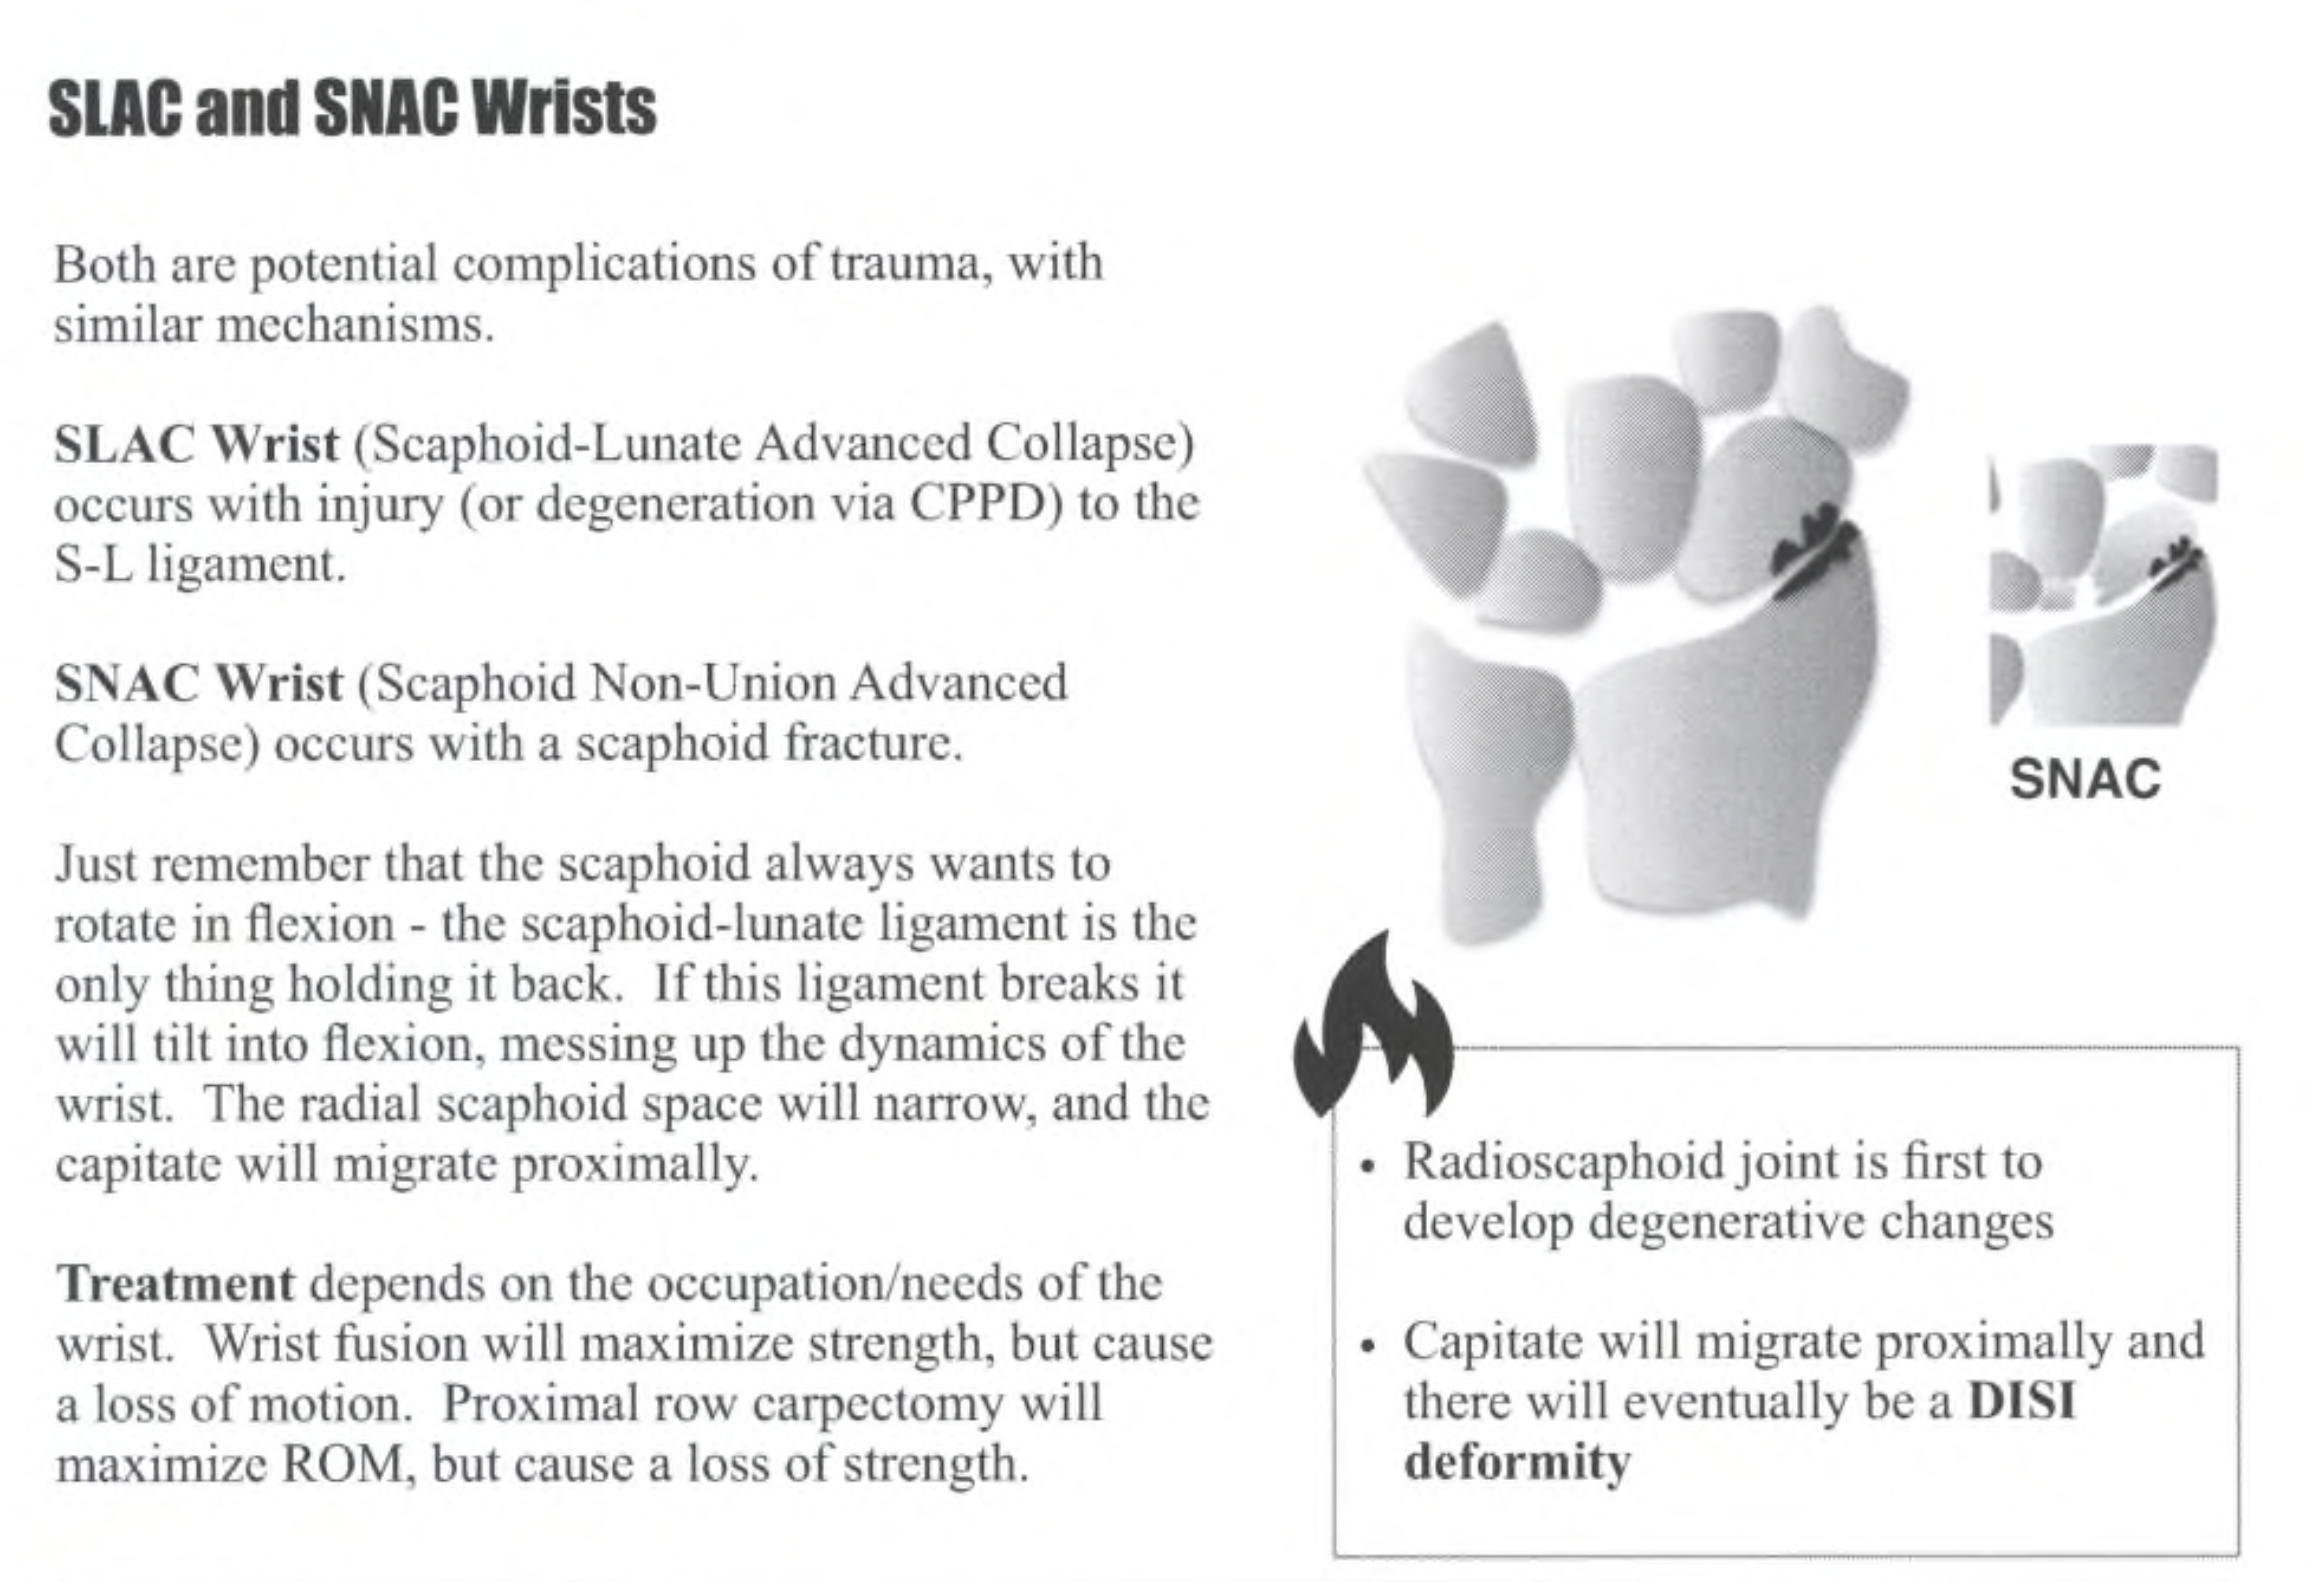 SLAC and SNAC Wrists
Both are potential complications of trauma, with
similar mechanisms.
SLAC Wrist (Scaphoid-Lunate Advanced Collapse)
occurs with injury (or degeneration via CPPD) to the
S-L ligament.
SNAC Wrist (Scaphoid Non-Union Advanced
Collapse) occurs with a scaphoid fracture.
Just remember that the scaphoid always wants to
rotate in flexion - the scaphoid-lunate ligament is the
only thing holding it back.  If this ligament breaks it
will tilt into flexion, messing up the dynamics of the
wrist.  The radial scaphoid space will narrow, and the
capitate will migrate proximally.
Treatment depends on the occupation/needs of the
wrist.  Wrist fusion will maximize strength, but cause
a loss of motion.  Proximal row carpectomy will
maximize ROM, but cause a loss of strength.
SNAC
• Radioscaphoid joint is first to
develop degenerative changes
• Capitate will migrate proximally and
there will eventually be a DISI
deformity